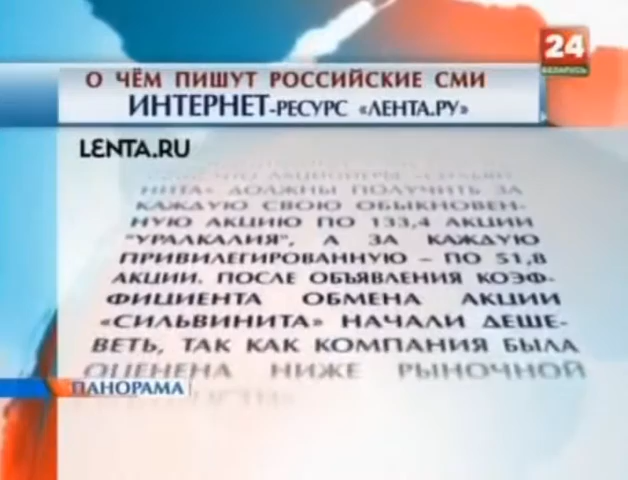 24
БЕЛАРУСЬ
О ЧЁМ ПИШУТ РОССИЙСКИЕ СМИ
ИНТЕРНЕТ-РЕСУРС «ЛЕНТА.РУ»
LENTA.RU
АКЦИОНЕРЫ
НИТА» ДОЛЖНЫ ПОЛУЧИТЬ ЗА
КАЖДУЮ СВОЮ ОБЫКНОВЕН-
НУЮ АКЦИЮ ПО 133,4 АКЦИИ
"УРАЛКАЛИЯ", А ЗА КАЖДУЮ
ПРИВИЛЕГИРОВАННУЮ – ПО 51,8
АКЦИИ. ПОСЛЕ ОБЪЯВЛЕНИЯ КОЭФ-
ФИЦИЕНТА ОБМЕНА АКЦИИ
«СИЛЬВИНИТА» НАЧАЛИ ДЕШЕ-
ВЕТЬ, ТАК КАК КОМПАНИЯ БЫЛА
ОЦЕНЕНА НИЖЕ РЫНОЧНОЙ
ПАНОРАМА